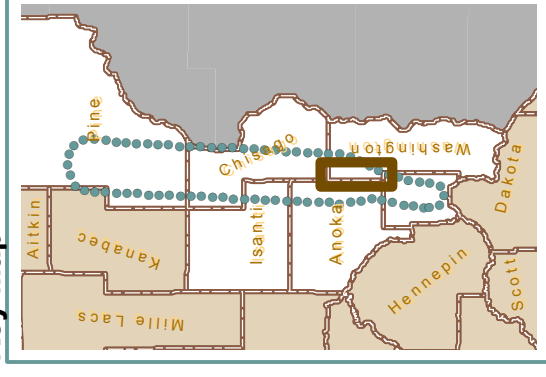 Pine
Chisago
Washington
Dakota
Aitkin
Kanabec
Isanti
Anoka
Hennepin
Scott
Mille Lacs